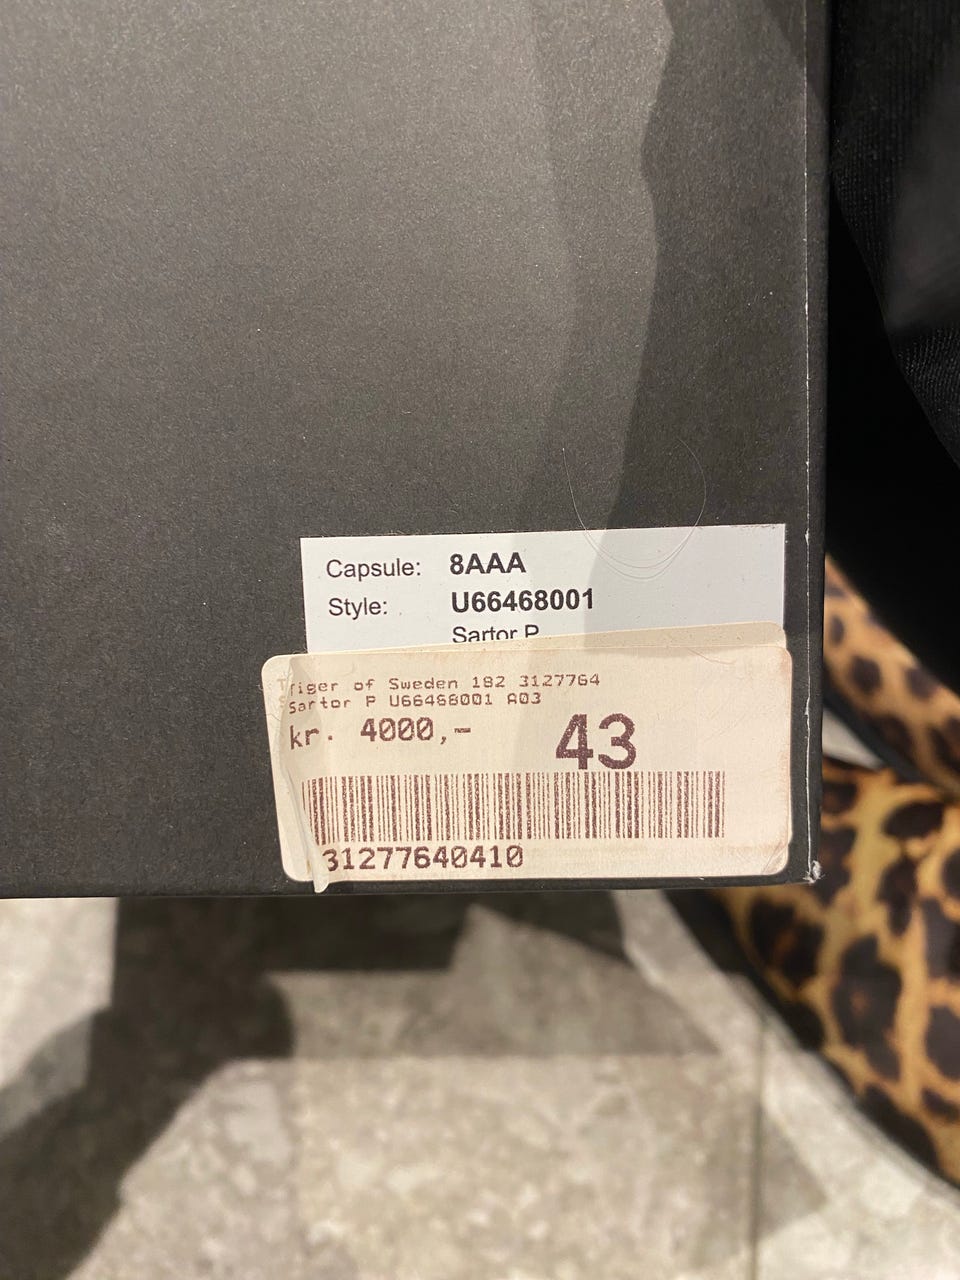 Capsule: 8AAA
Style: U66468001
Sartor P
Tiger of Sweden 182 3127764
Sartor P U66468001 A03
kr. 4000,-
43
31277640410